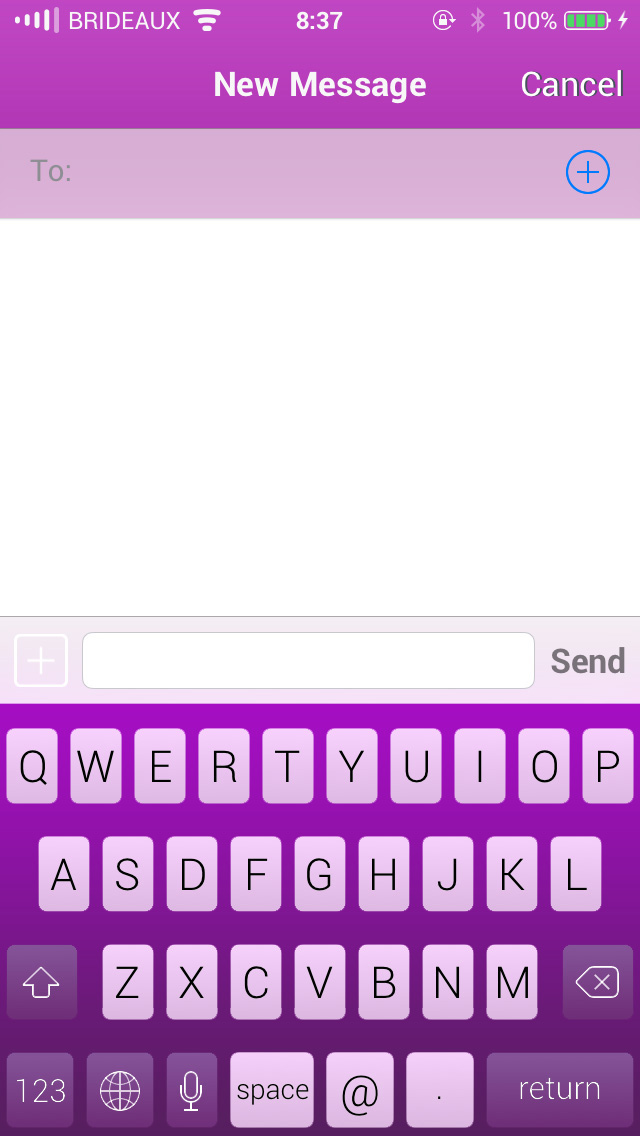 BRIDEAUX 8:37 100%
New Message Cancel
To:
Send
Q W E R T Y U I O P
A S D F G H J K L
Z X C V B N M
123 space @ . return